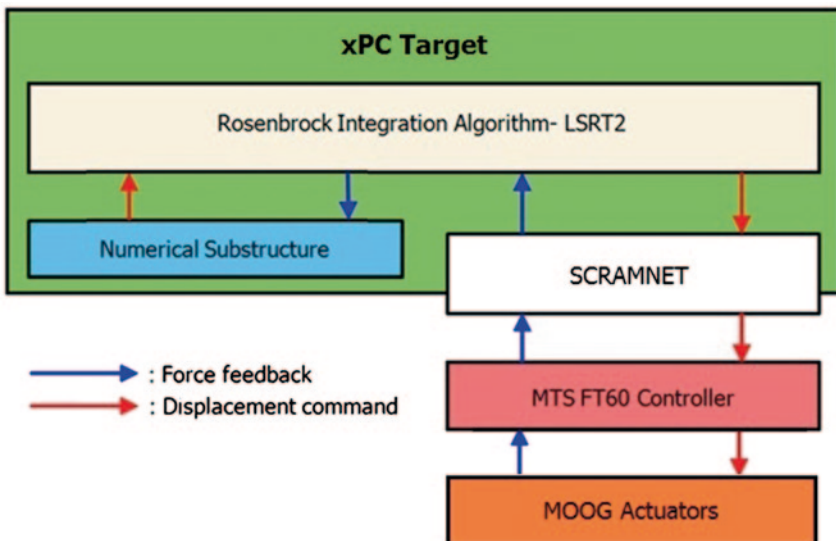 xPC Target
Rosenbrock Integration Algorithm- LSRT2
Numerical Substructure
SCRAMNET
: Force feedback
: Displacement command
MTS FT60 Controller
MOOG Actuators